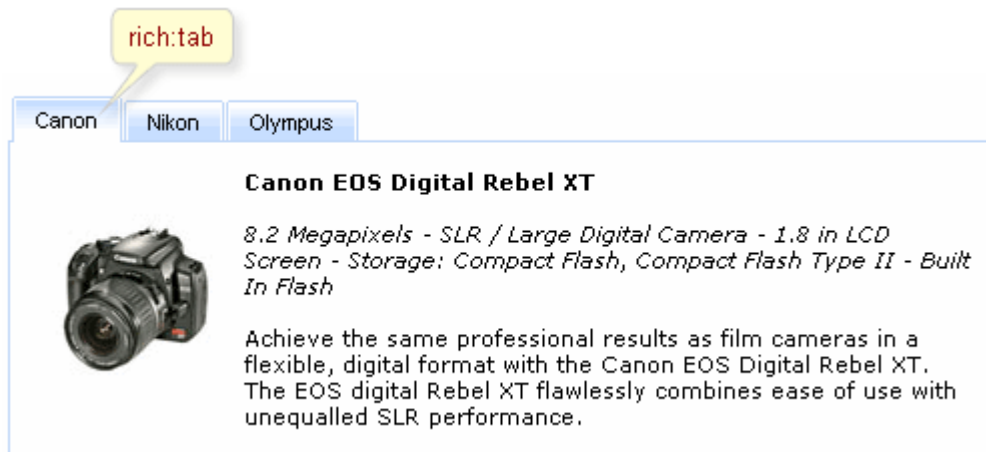 rich:tab
Canon Nikon Olympus
Canon EOS Digital Rebel XT
8.2 Megapixels - SLR / Large Digital Camera - 1.8 in LCD
Screen - Storage: Compact Flash, Compact Flash Type II - Built
In Flash
Achieve the same professional results as film cameras in a
flexible, digital format with the Canon EOS Digital Rebel XT.
The EOS digital Rebel XT flawlessly combines ease of use with
unequalled SLR performance.